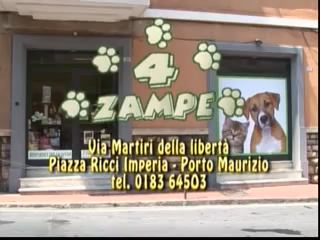 4
ZAMPE
Via Martiri della libertà
Piazza Ricci Imperia - Porto Maurizio
tel. 0183 64503